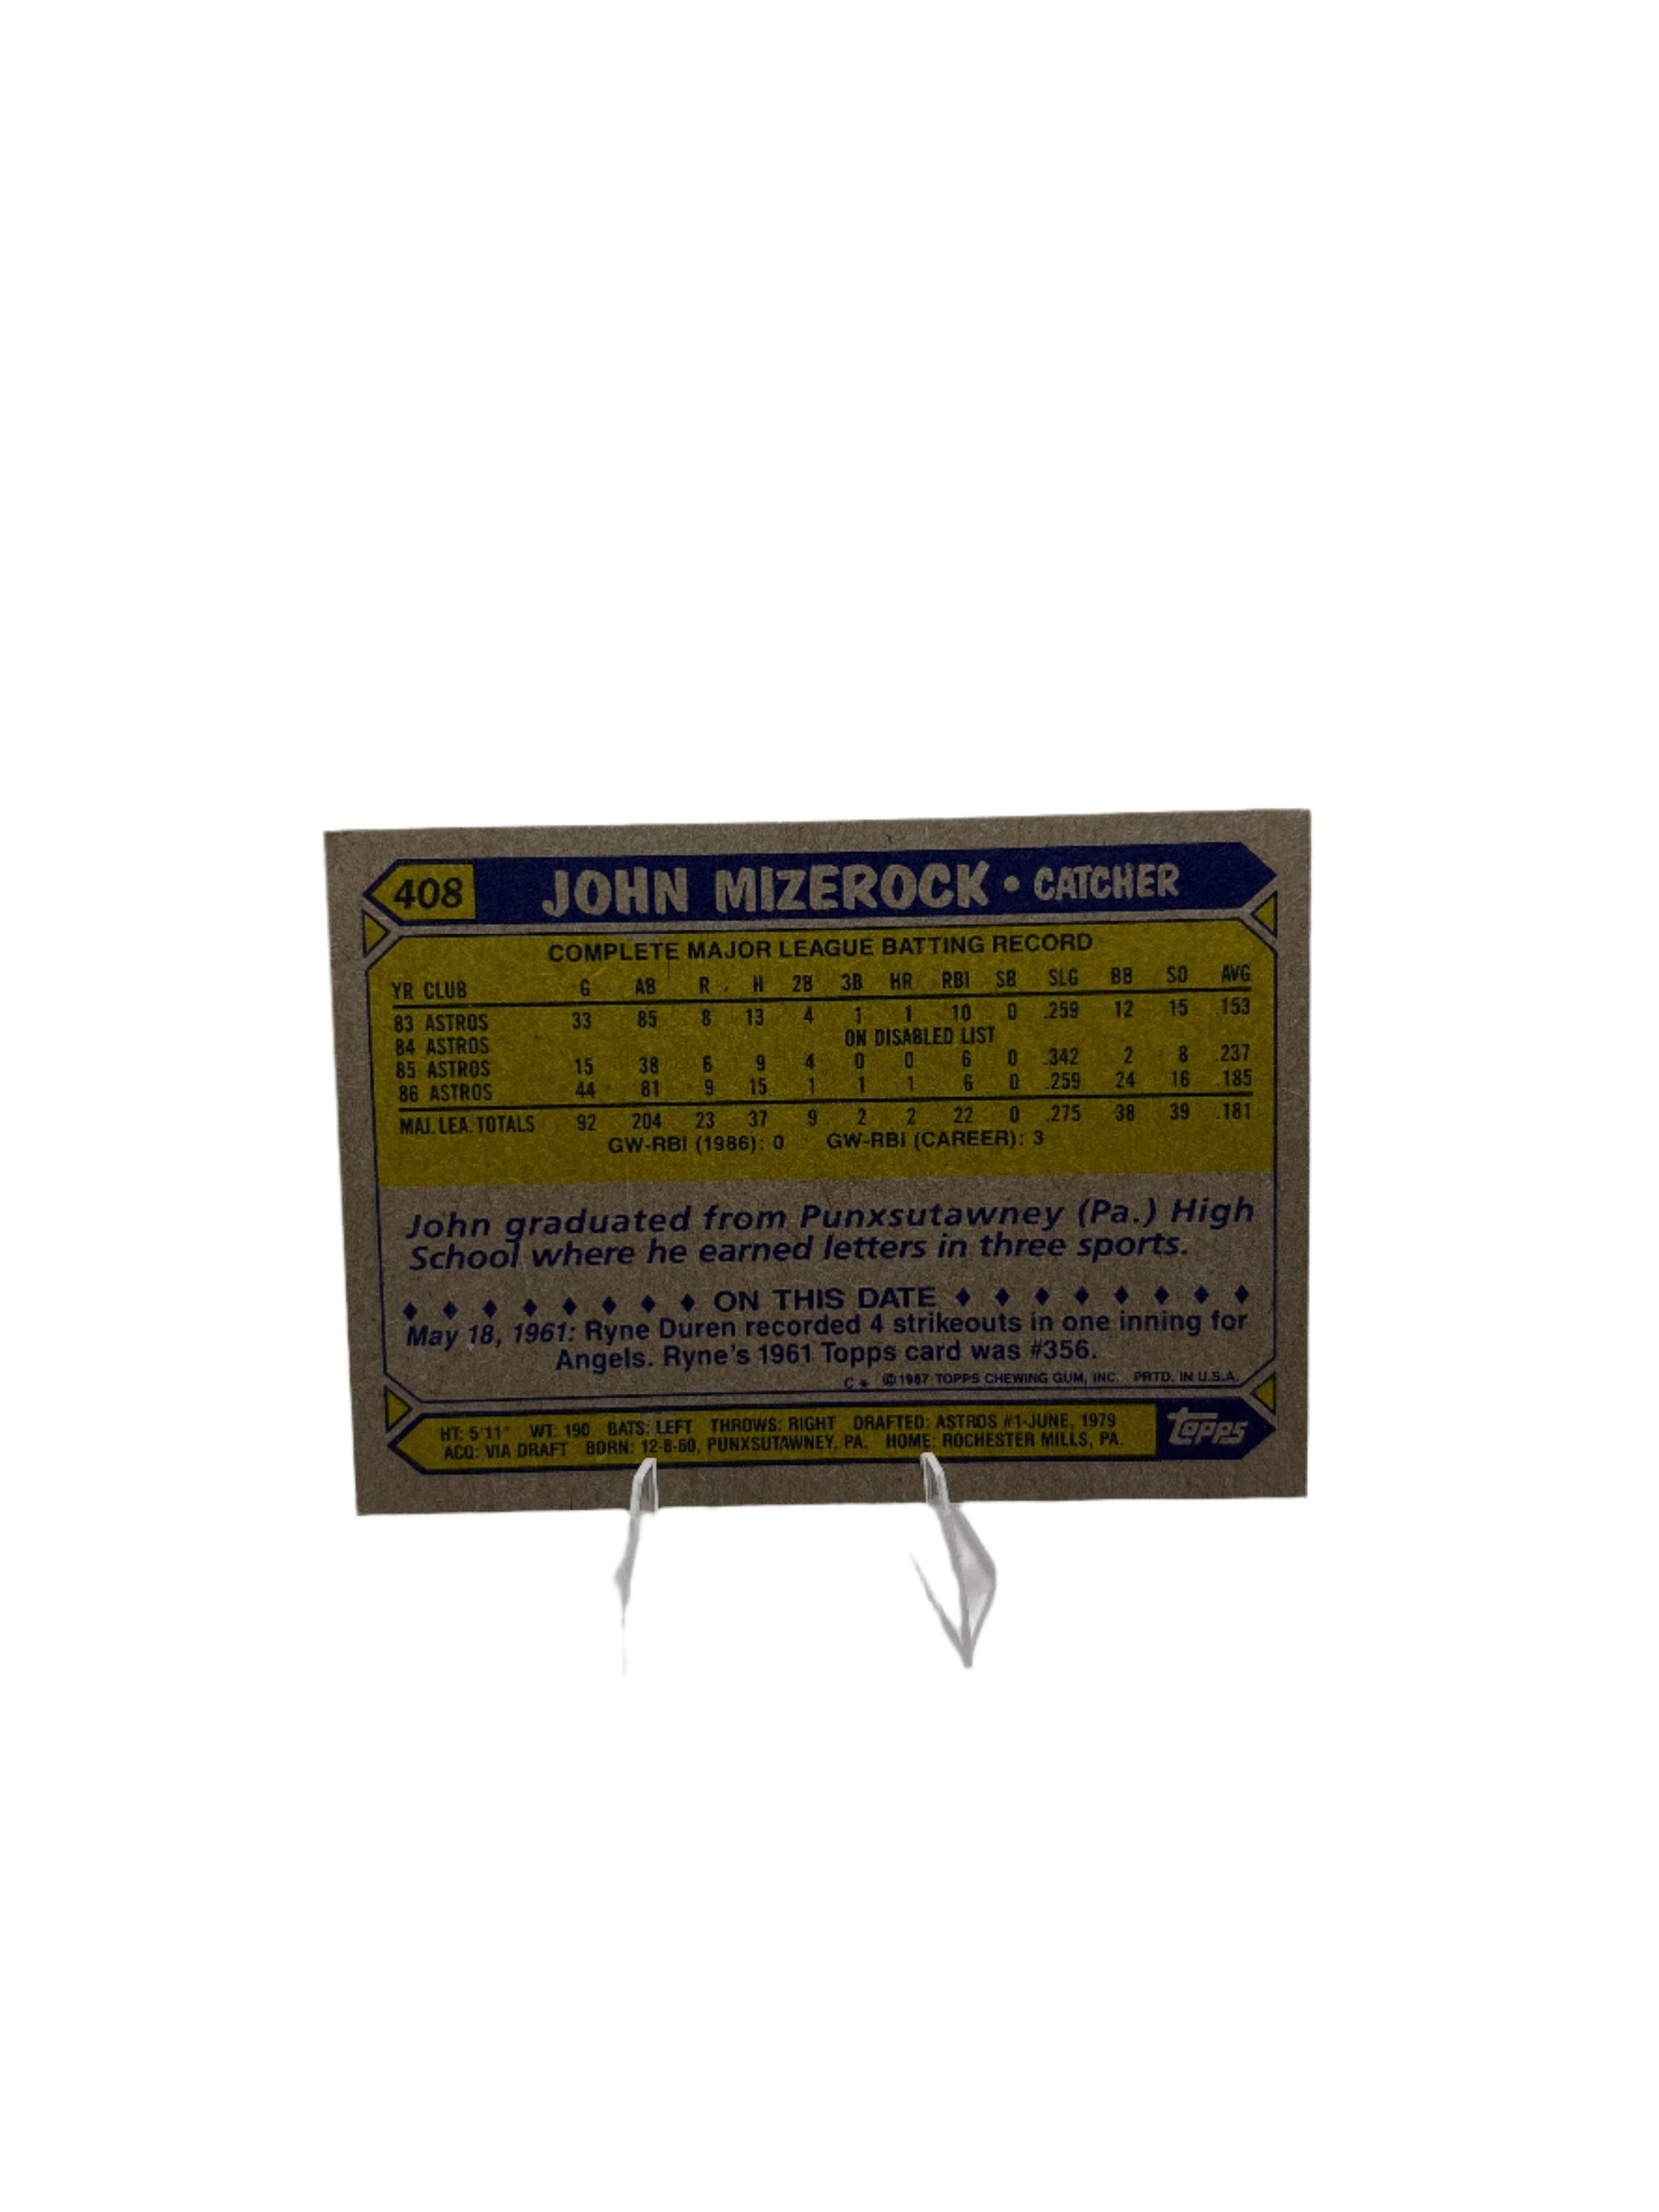 408 JOHN MIZEROCK • CATCHER
COMPLETE MAJOR LEAGUE BATTING RECORD
YR CLUB G AB R H 2B 3B HR RBI SB SLG BB SO AVG
83 ASTROS 33 85 8 13 4 1 1 10 0 .259 12 15 .153
84 ASTROS ON DISABLED LIST
85 ASTROS 15 38 6 9 4 0 0 6 0 .342 2 8 .237
86 ASTROS 44 81 9 15 1 1 1 6 0 .259 24 16 .185
MAJ. LEA. TOTALS 92 204 23 37 9 2 2 22 0 .275 38 39 .181
GW-RBI (1986): 0 GW-RBI (CAREER): 3
John graduated from Punxsutawney (Pa.) High
School where he earned letters in three sports.
♦ ♦ ♦ ♦ ♦ ♦ ♦ ♦ ON THIS DATE ♦ ♦ ♦ ♦ ♦ ♦ ♦ ♦
May 18, 1961: Ryne Duren recorded 4 strikeouts in one inning for
Angels. Ryne's 1961 Topps card was #356.
C* ©1987 TOPPS CHEWING GUM, INC. PRTD. IN U.S.A.
HT: 5'11" WT: 190 BATS: LEFT THROWS: RIGHT DRAFTED: ASTROS #1-JUNE, 1979
ACQ: VIA DRAFT BORN: 12-8-60, PUNXSUTAWNEY, PA. HOME: ROCHESTER MILLS, PA.
topps